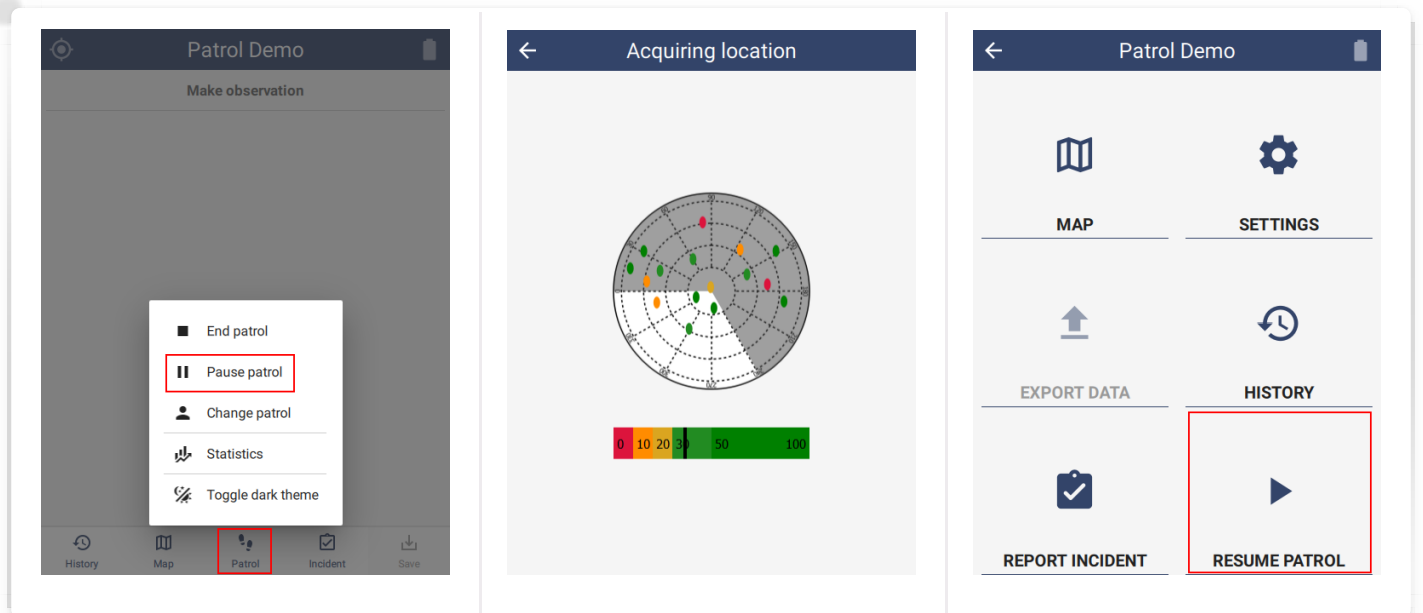 Patrol Demo
Make observation
End patrol
Pause patrol
Change patrol
Statistics
Toggle dark theme
History Map Patrol Incident Save
Acquiring location
0 10 20 30 50 100
Patrol Demo
MAP SETTINGS
EXPORT DATA HISTORY
REPORT INCIDENT RESUME PATROL